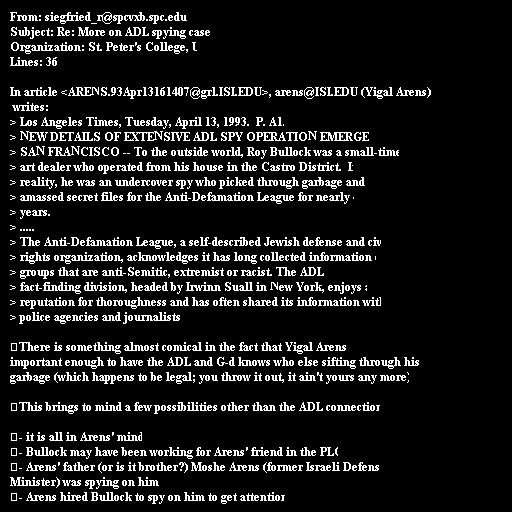 From: siegfried_r@spcvxb.spc.edu
Subject: Re: More on ADL spying case
Organization: St. Peter's College, U
Lines: 36

In article <ARENS.93Apr13161407@grl.ISI.EDU>, arens@ISI.EDU (Yigal Arens)
writes:
> Los Angeles Times, Tuesday, April 13, 1993. P. A1.
> NEW DETAILS OF EXTENSIVE ADL SPY OPERATION EMERGE
> SAN FRANCISCO -- To the outside world, Roy Bullock was a small-time
> art dealer who operated from his house in the Castro District. I
> reality, he was an undercover spy who picked through garbage and
> amassed secret files for the Anti-Defamation League for nearly
> years.
> .....
> The Anti-Defamation League, a self-described Jewish defense and civ
> rights organization, acknowledges it has long collected information
> groups that are anti-Semitic, extremist or racist. The ADL
> fact-finding division, headed by Irwinn Suall in New York, enjoys a
> reputation for thoroughness and has often shared its information with
> police agencies and journalists

There is something almost comical in the fact that Yigal Arens
important enough to have the ADL and G-d knows who else sifting through his
garbage (which happens to be legal; you throw it out, it ain't yours any more)

This brings to mind a few possibilities other than the ADL connection

- it is all in Arens' mind
- Bullock may have been working for Arens' friend in the PLO
- Arens' father (or is it brother?) Moshe Arens (former Israeli Defens
Minister) was spying on him
- Arens hired Bullock to spy on him to get attention